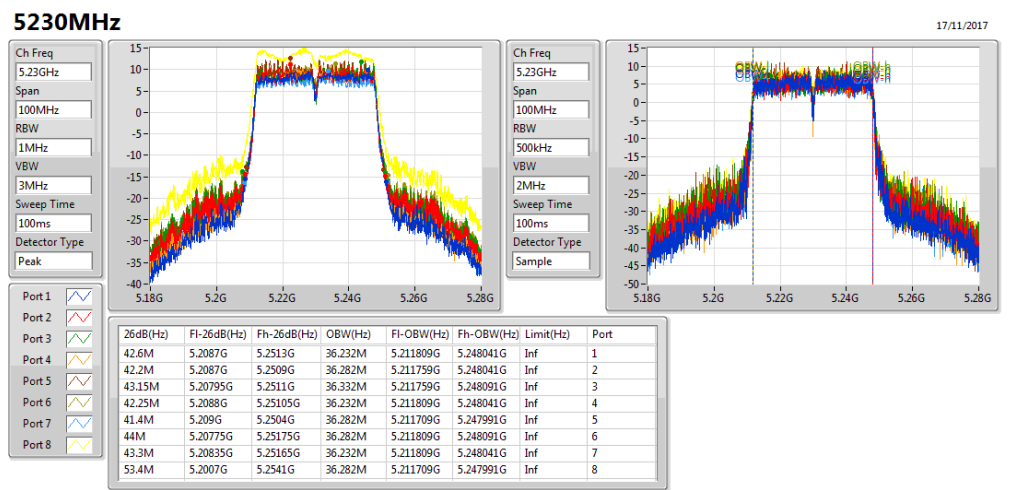 5230MHz
17/11/2017
Ch Freq
5.23GHz
Span
100MHz
RBW
1MHz
VBW
3MHz
Sweep Time
100ms
Detector Type
Peak
15
10
5
0
-5
-10
-15
-20
-25
-30
-35
-40
5.18G 5.2G 5.22G 5.24G 5.26G 5.28G
Ch Freq
5.23GHz
Span
100MHz
RBW
500kHz
VBW
2MHz
Sweep Time
100ms
Detector Type
Sample
15
10
5
0
-5
-10
-15
-20
-25
-30
-35
-40
-45
-50
5.18G 5.2G 5.22G 5.24G 5.26G 5.28G
Port 1
Port 2
Port 3
Port 4
Port 5
Port 6
Port 7
Port 8
26dB(Hz) Fl-26dB(Hz) Fh-26dB(Hz) OBW(Hz) Fl-OBW(Hz) Fh-OBW(Hz) Limit(Hz) Port
42.6M 5.2087G 5.2513G 36.232M 5.211809G 5.248041G Inf 1
42.2M 5.2087G 5.2509G 36.282M 5.211759G 5.248041G Inf 2
43.15M 5.20795G 5.2511G 36.332M 5.211759G 5.248091G Inf 3
42.25M 5.2088G 5.25105G 36.282M 5.211809G 5.248091G Inf 4
41.4M 5.209G 5.2504G 36.282M 5.211709G 5.247991G Inf 5
44M 5.20775G 5.25175G 36.282M 5.211809G 5.248091G Inf 6
43.3M 5.20835G 5.25165G 36.232M 5.211809G 5.248041G Inf 7
53.4M 5.2007G 5.2541G 36.282M 5.211709G 5.247991G Inf 8